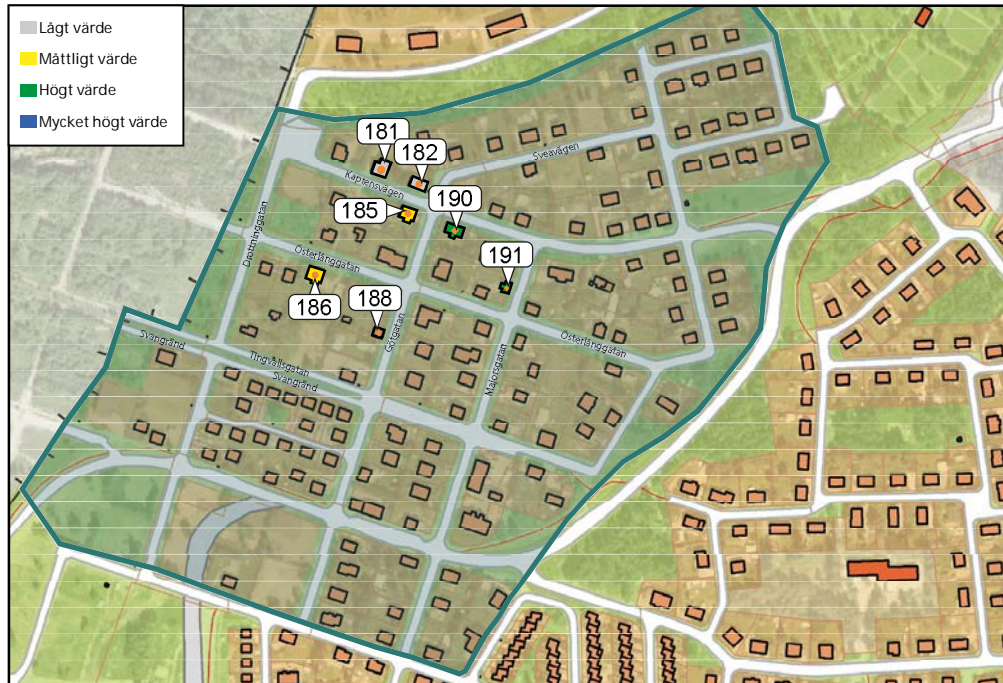 Lågt värde
Måttligt värde
Högt värde
Mycket högt värde
181
182
Sveavägen
Kaptensvägen
185
190
Drottninggatan
Österlånggatan
191
186
188
Götgatan
Österlånggatan
Majorsgatan
Svangränd
Tingvallsgatan
Svangränd